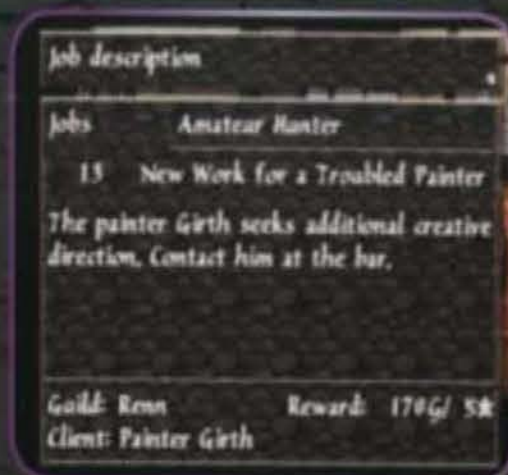 Job description
Jobs Amateur Hunter
New Work for a Troubled Painter
The painter Girth seeks additional creative
direction. Contact him at the bar.
Guild: Renn Reward: 170G/ 5★
Client: Painter Girth